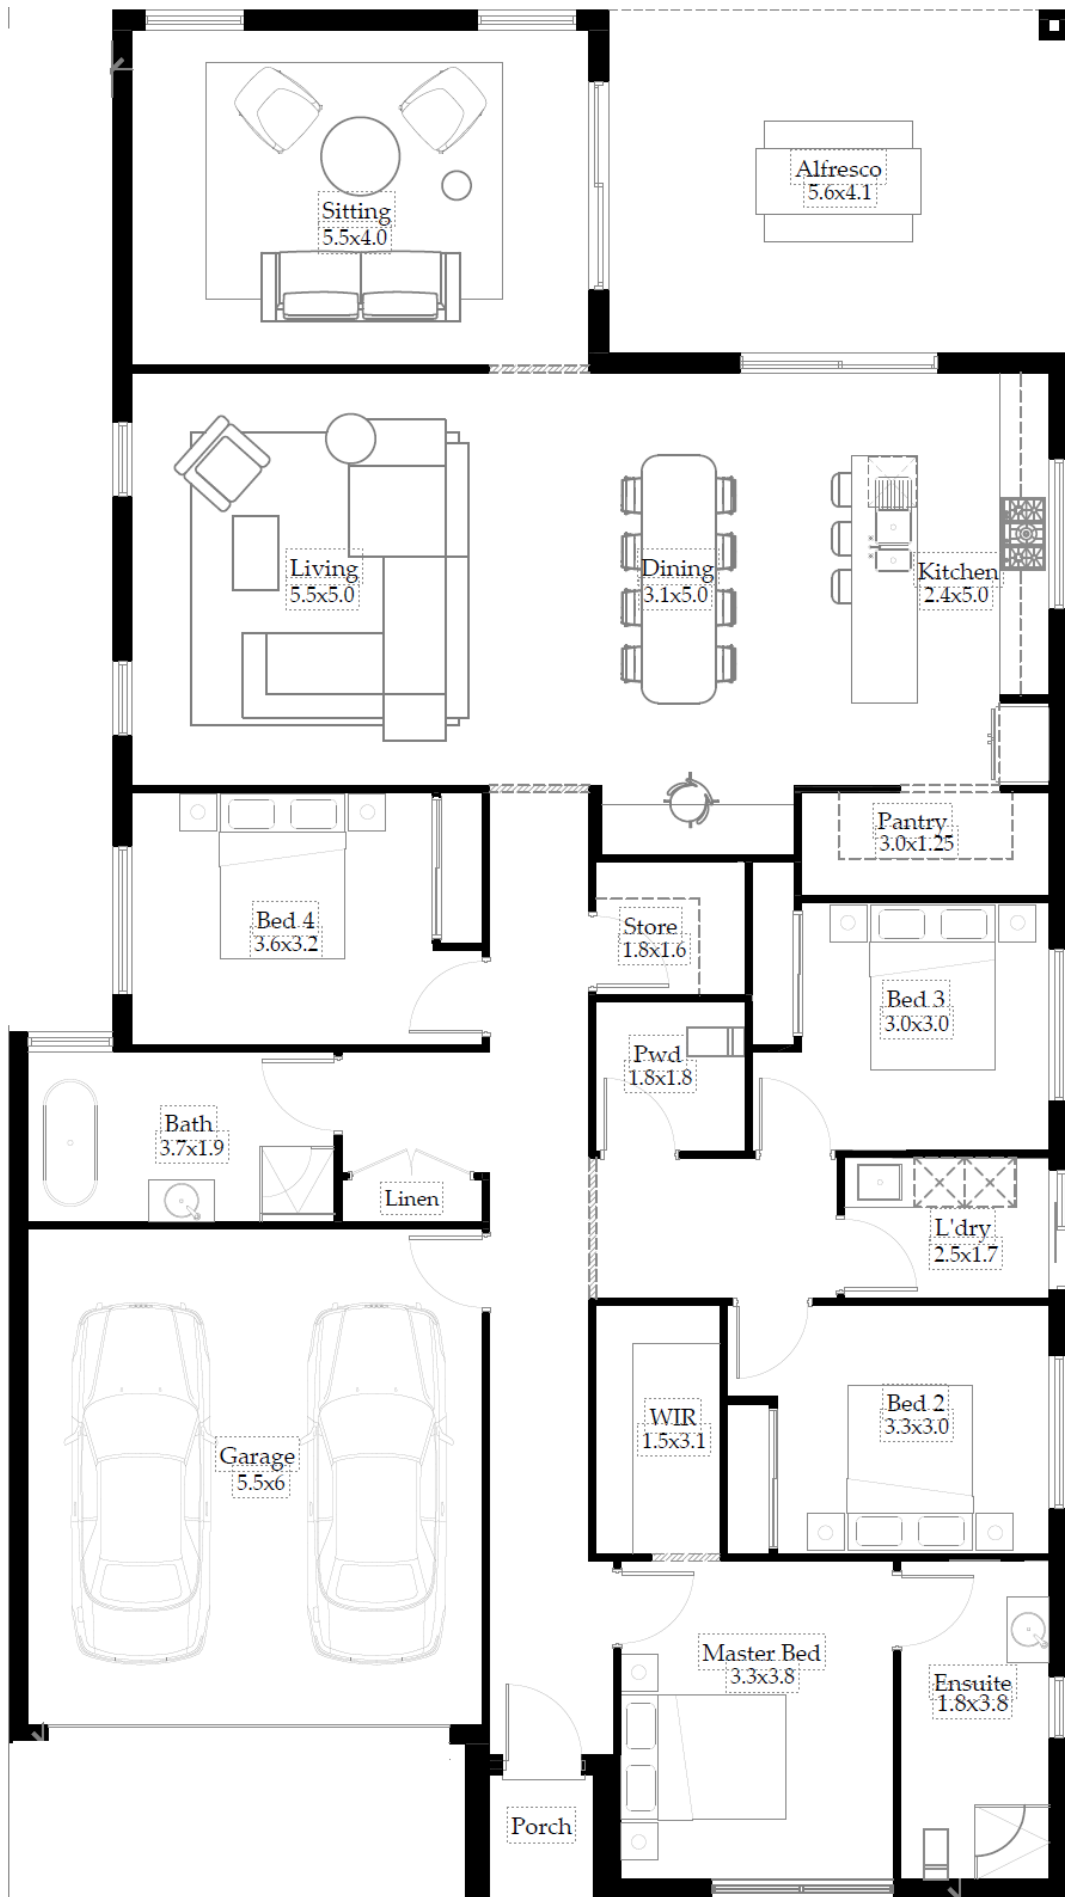 Alfresco
5.6x4.1
Sitting
5.5x4.0
Living
5.5x5.0
Dining
3.1x5.0
Kitchen
2.4x5.0
Pantry
3.0x1.25
Bed 4
3.6x3.2
Store
1.8x1.6
Bed 3
3.0x3.0
Pwd
1.8x1.8
Bath
3.7x1.9
Linen
L'dry
2.5x1.7
WIR
1.5x3.1
Bed 2
3.3x3.0
Garage
5.5x6
Master Bed
3.3x3.8
Ensuite
1.8x3.8
Porch